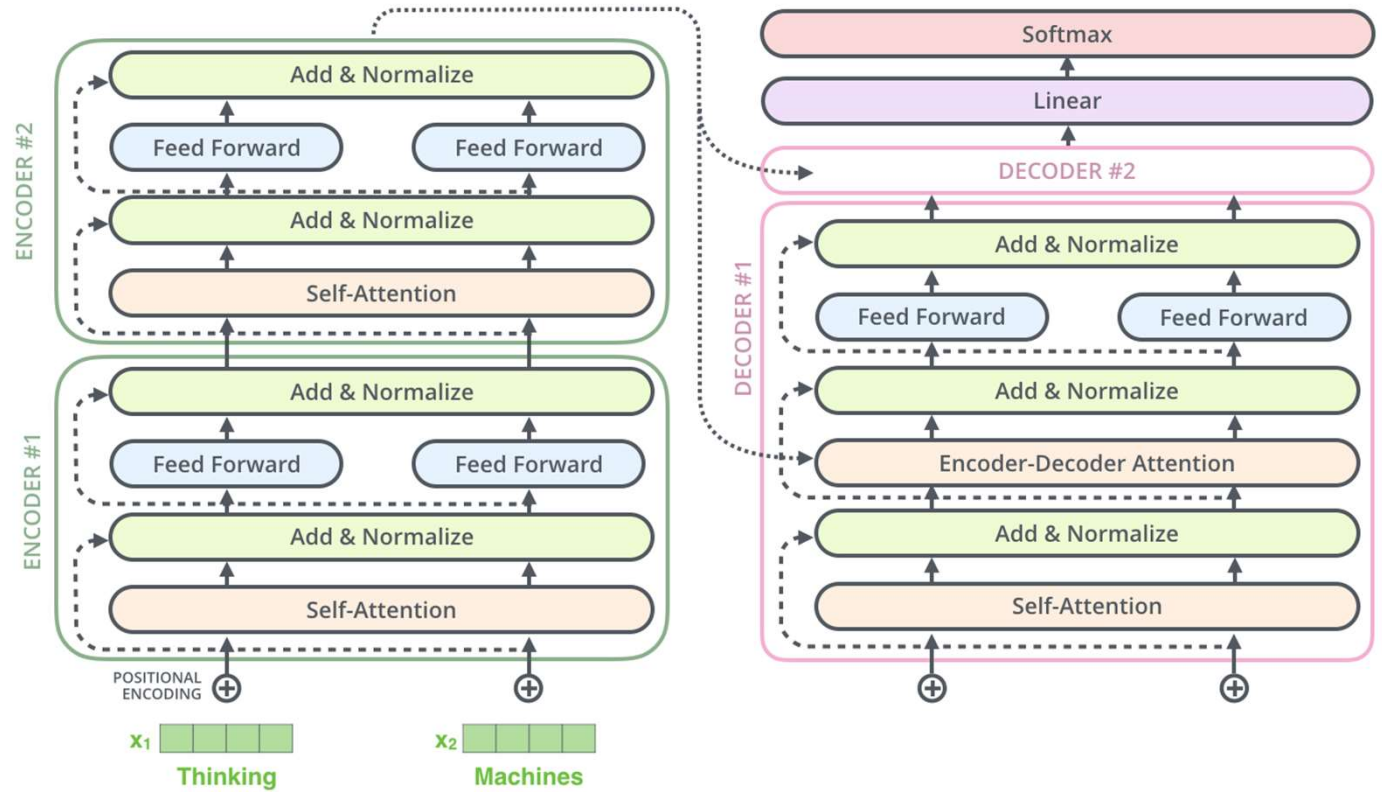 ENCODER #2
Add & Normalize
Feed Forward
Feed Forward
Add & Normalize
Self-Attention
ENCODER #1
Add & Normalize
Feed Forward
Feed Forward
Add & Normalize
Self-Attention
POSITIONAL
ENCODING
x₁
x₂
Thinking
Machines
Softmax
Linear
DECODER #2
DECODER #1
Add & Normalize
Feed Forward
Feed Forward
Add & Normalize
Encoder-Decoder Attention
Add & Normalize
Self-Attention